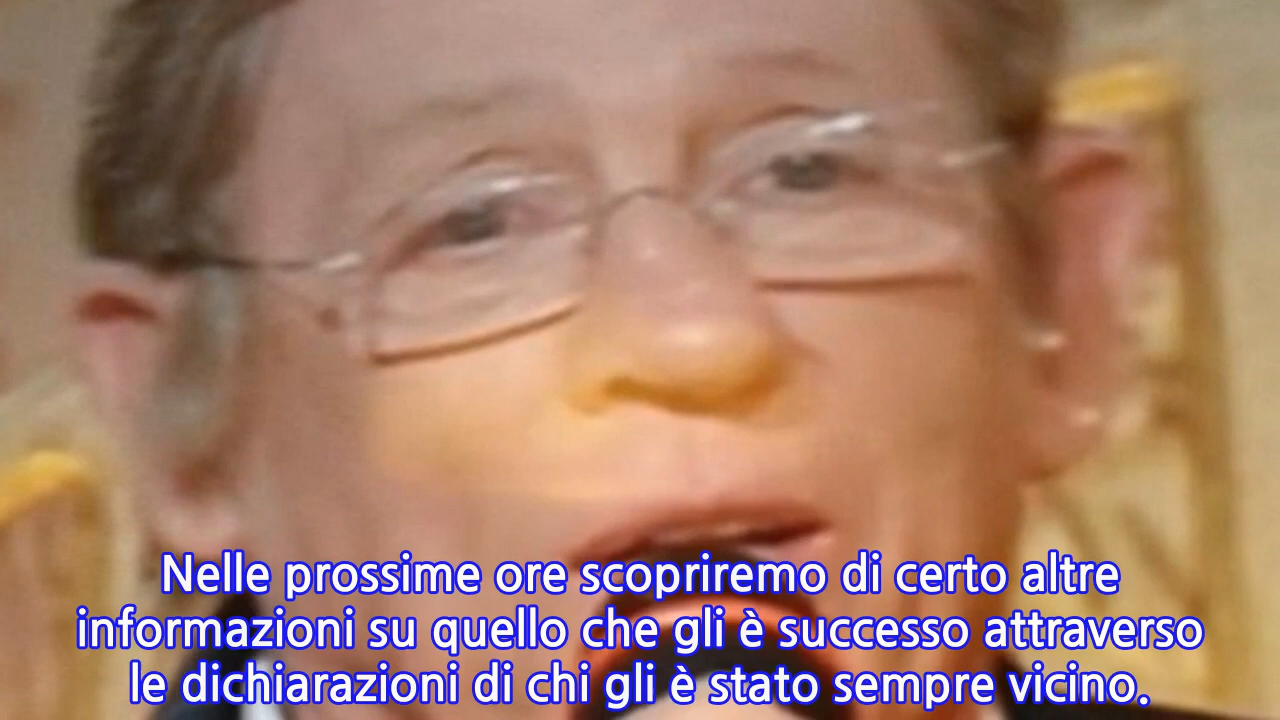 Nelle prossime ore scopriremo di certo altre
informazioni su quello che gli è successo attraverso
le dichiarazioni di chi gli è stato sempre vicino.